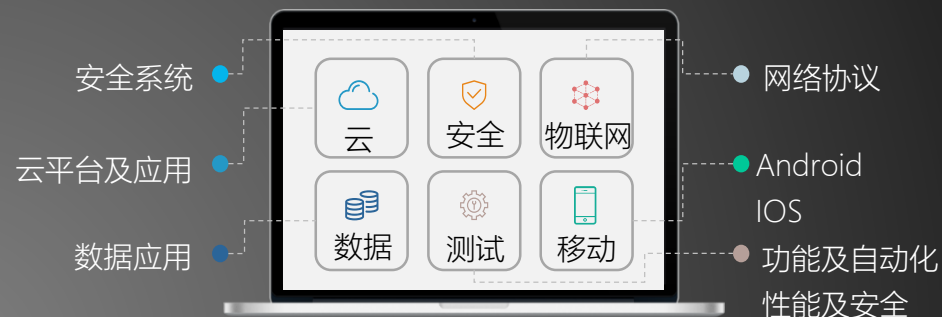 安全系统
云平台及应用
数据应用
云
安全
物联网
数据
测试
移动
网络协议
Android
IOS
功能及自动化
性能及安全